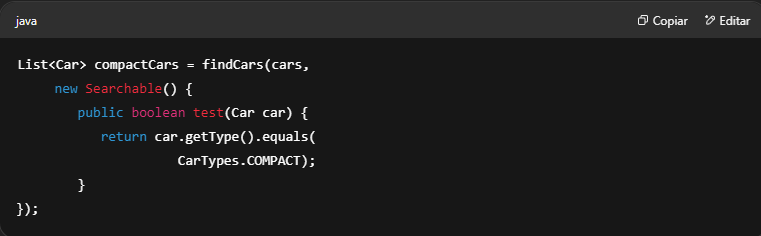 java
Copiar
Editar
List<Car> compactCars = findCars(cars,
     new Searchable() {
        public boolean test(Car car) {
           return car.getType().equals(
                     CarTypes.COMPACT);
        }
});